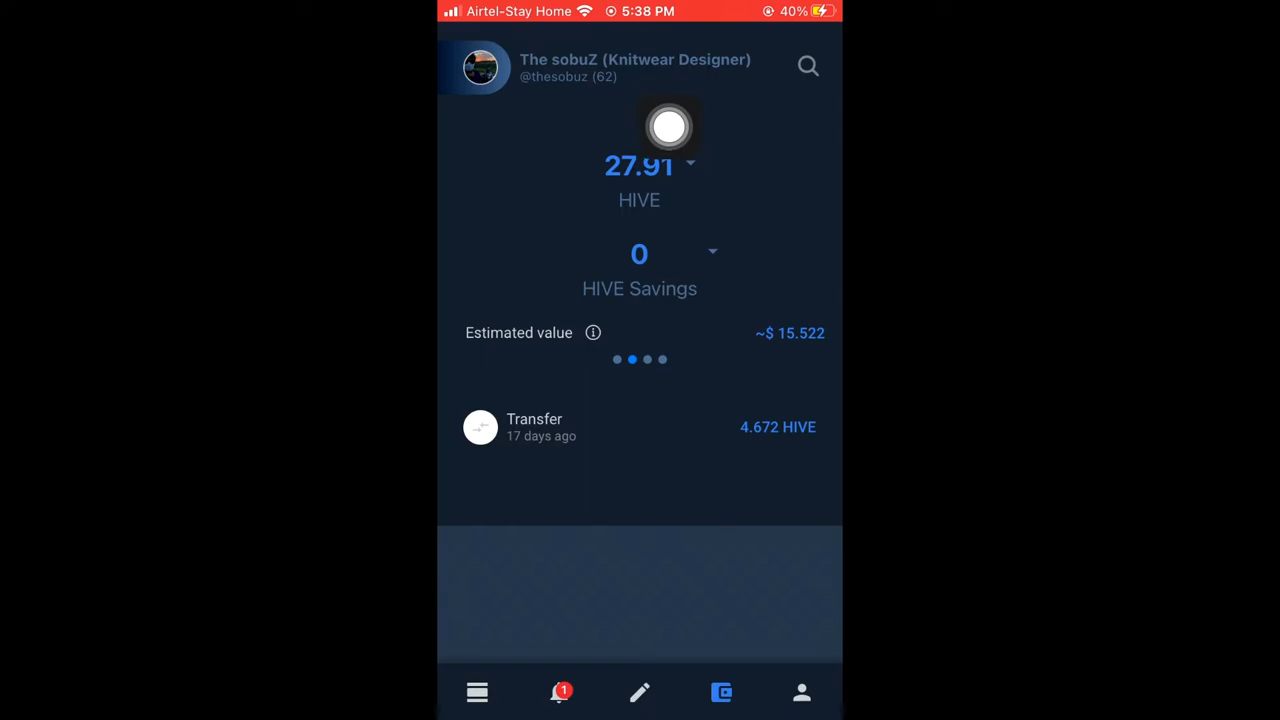 Airtel-Stay Home 5:38 PM 40%
The sobuZ (Knitwear Designer)
@thesobuz (62)
27.91
HIVE
0
HIVE Savings
Estimated value ~$ 15.522
Transfer
17 days ago
4.672 HIVE
1